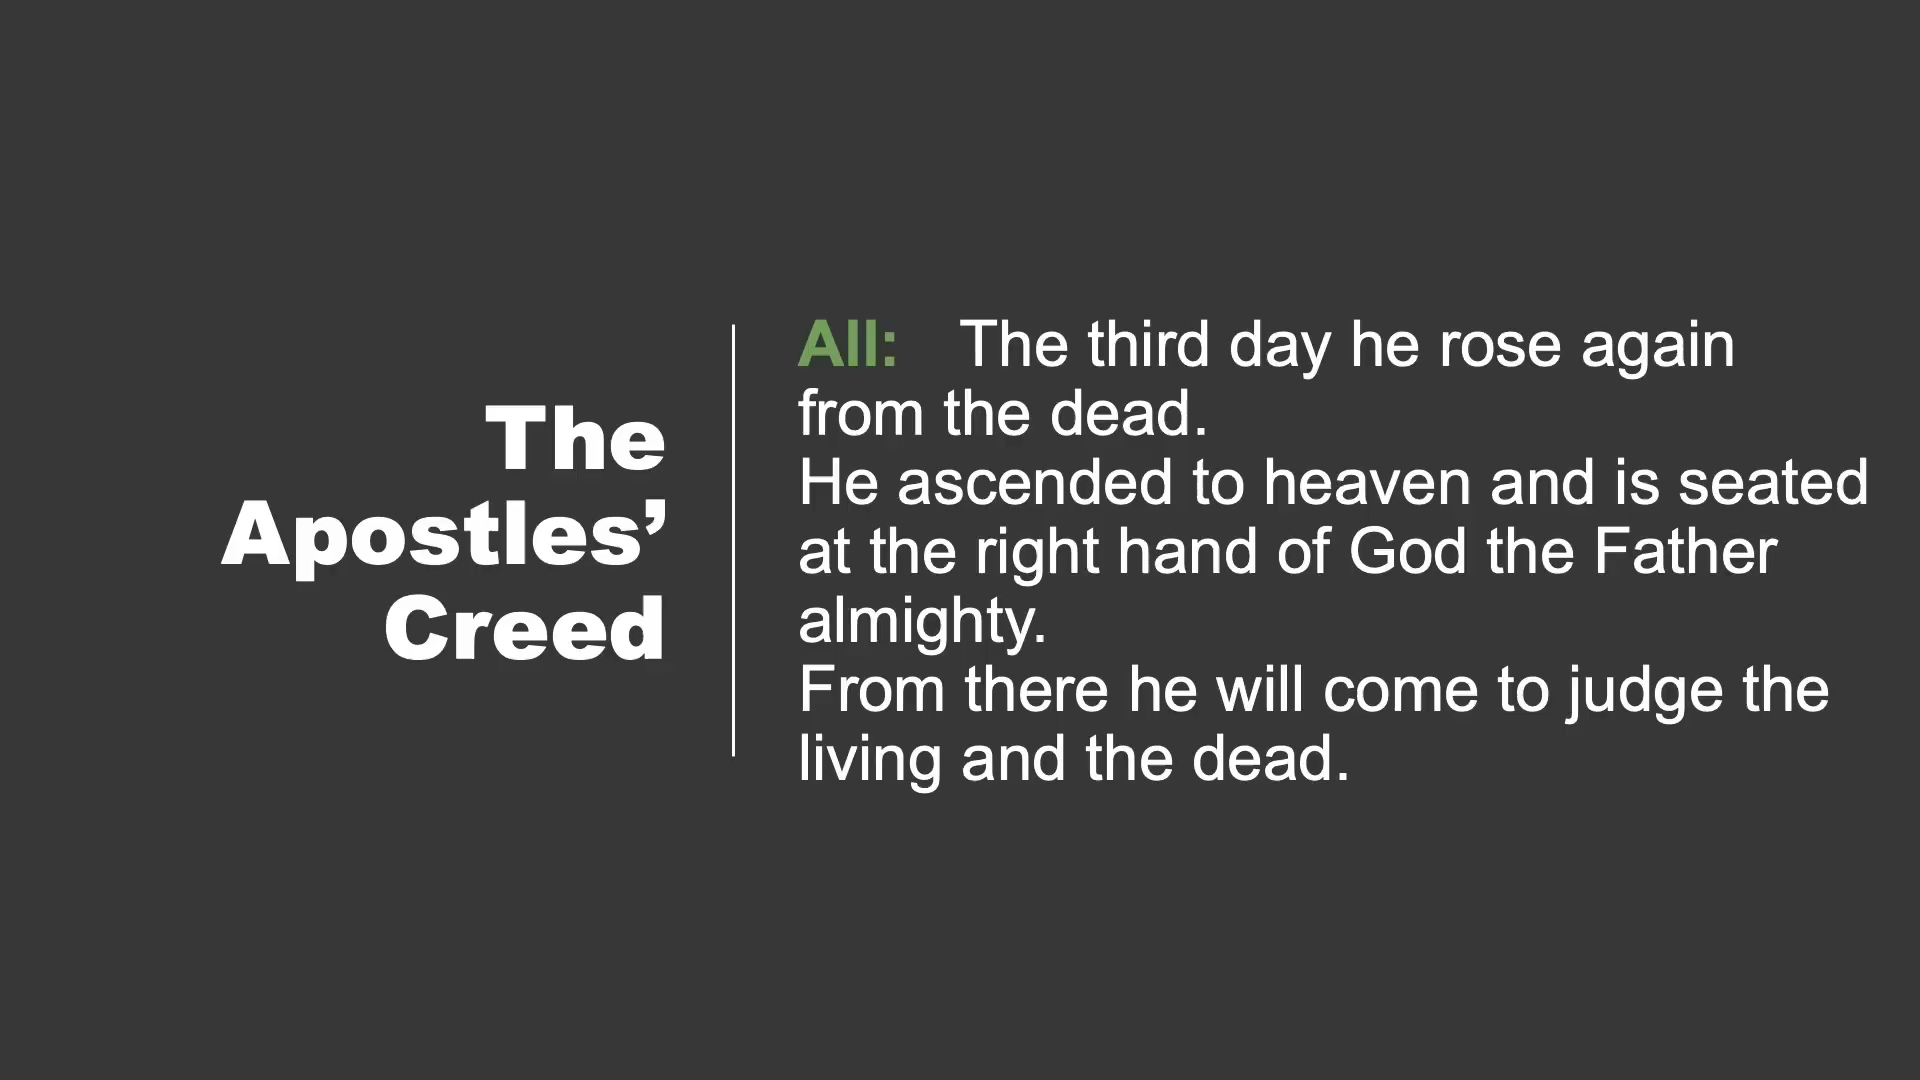 The
Apostles’
Creed
All: The third day he rose again
from the dead.
He ascended to heaven and is seated
at the right hand of God the Father
almighty.
From there he will come to judge the
living and the dead.